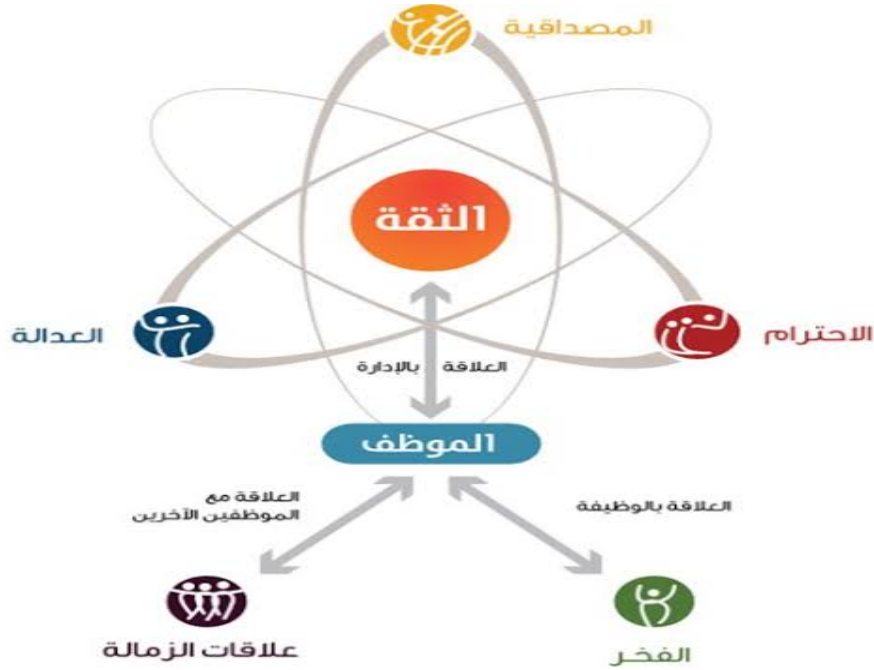 المصداقية
الثقة
الاحترام
العدالة
العلاقة بالإدارة
الموظف
العلاقة بالوظيفة
العلاقة مع
الموظفين الآخرين
الفخر
علاقات الزمالة